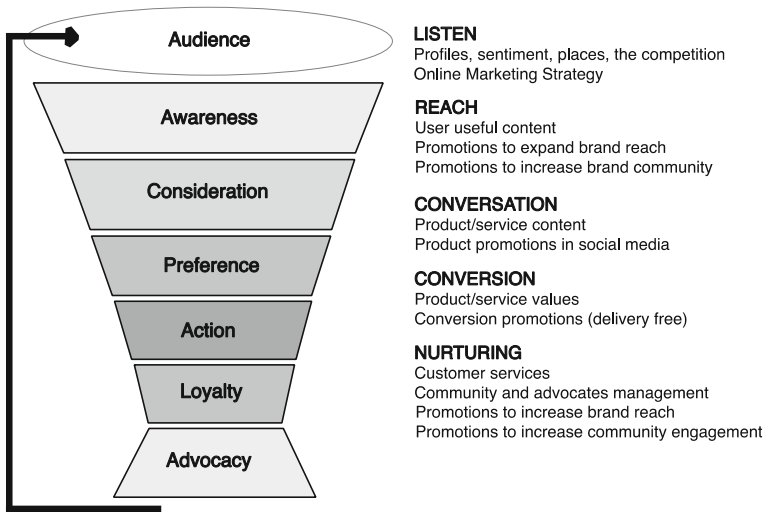 Audience
Awareness
Consideration
Preference
Action
Loyalty
Advocacy
LISTEN
Profiles, sentiment, places, the competition
Online Marketing Strategy
REACH
User useful content
Promotions to expand brand reach
Promotions to increase brand community
CONVERSATION
Product/service content
Product promotions in social media
CONVERSION
Product/service values
Conversion promotions (delivery free)
NURTURING
Customer services
Community and advocates management
Promotions to increase brand reach
Promotions to increase community engagement